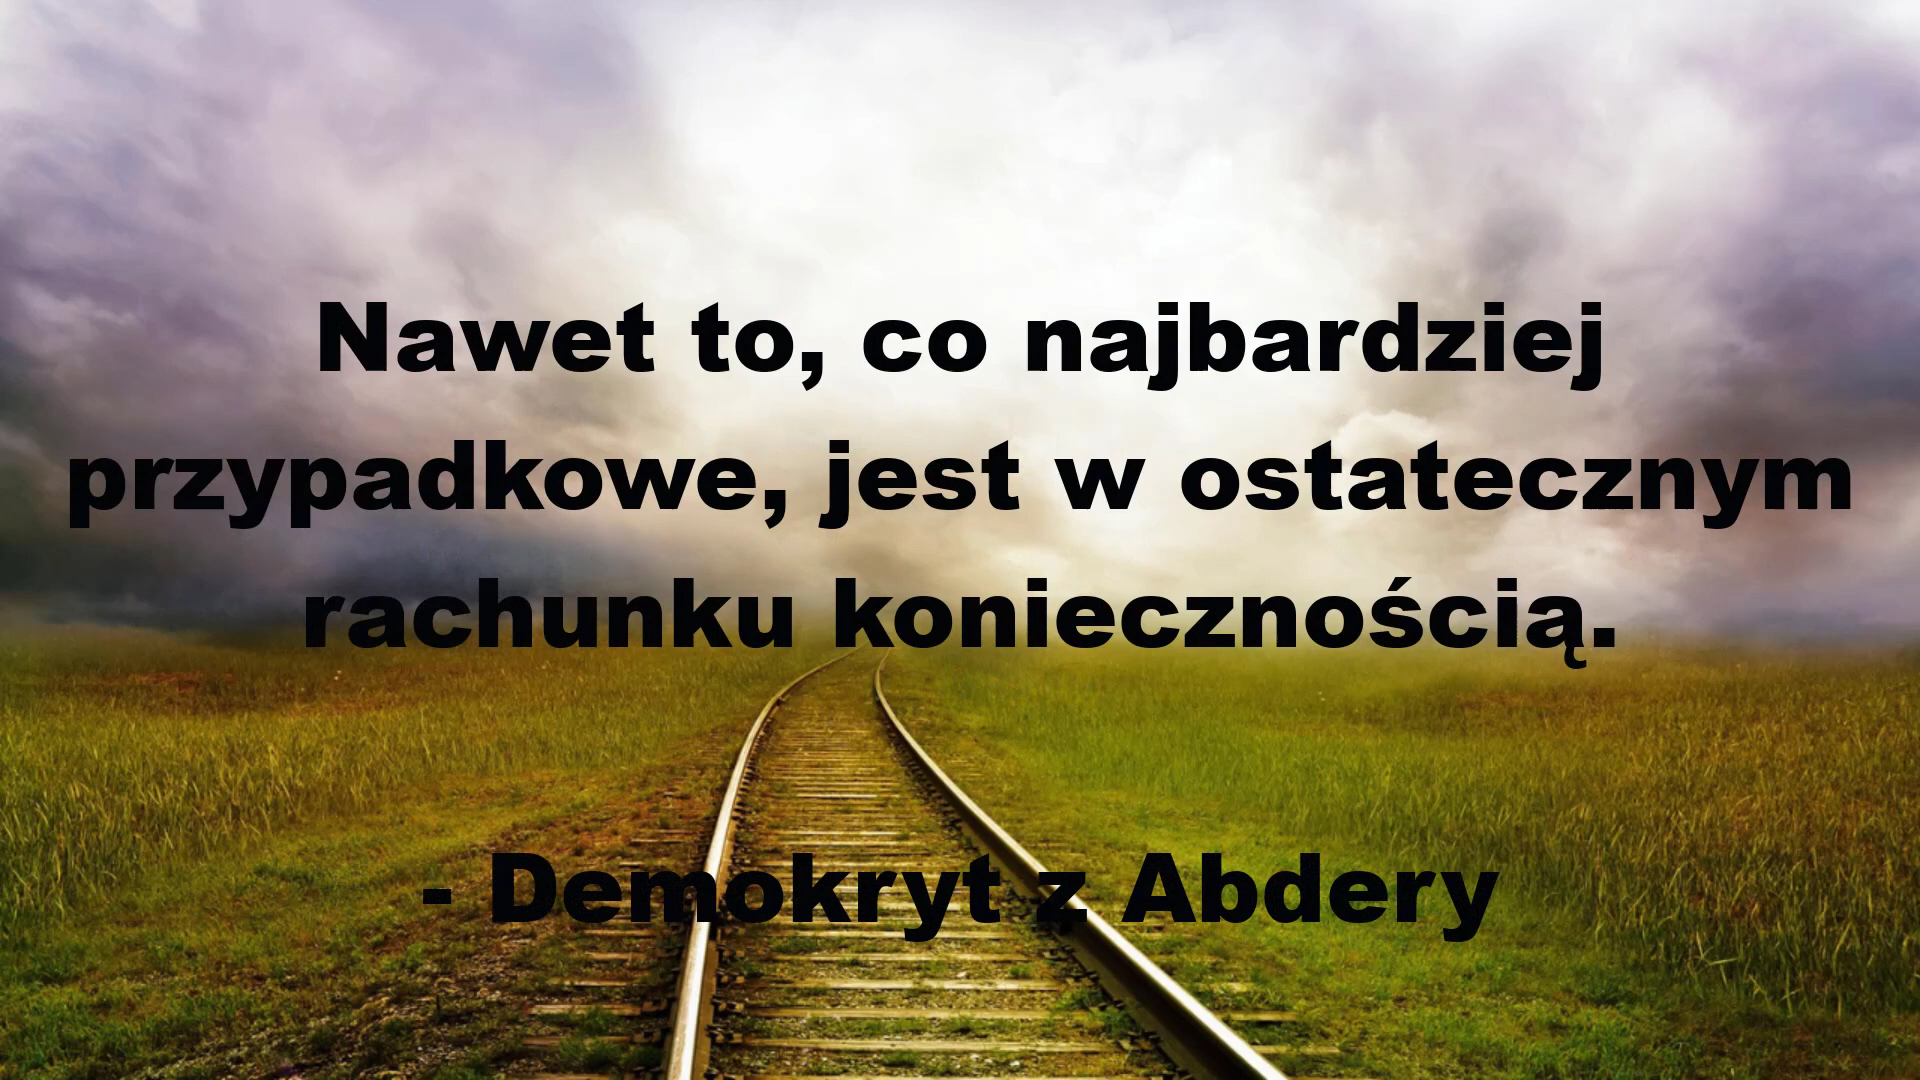 Nawet to, co najbardziej
przypadkowe, jest w ostatecznym
rachunku koniecznością.
- Demokryt z Abdery